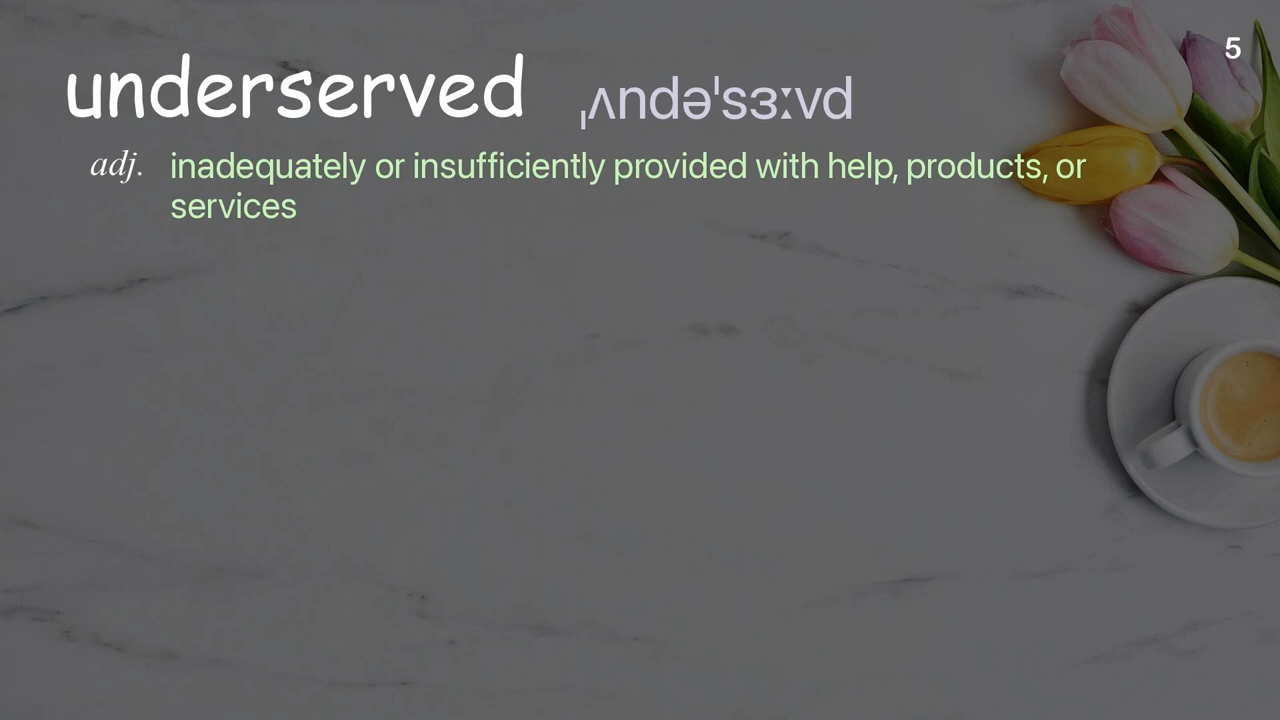 5
underserved ˌʌndəˈsɜːvd
adj. inadequately or insufficiently provided with help, products, or
services